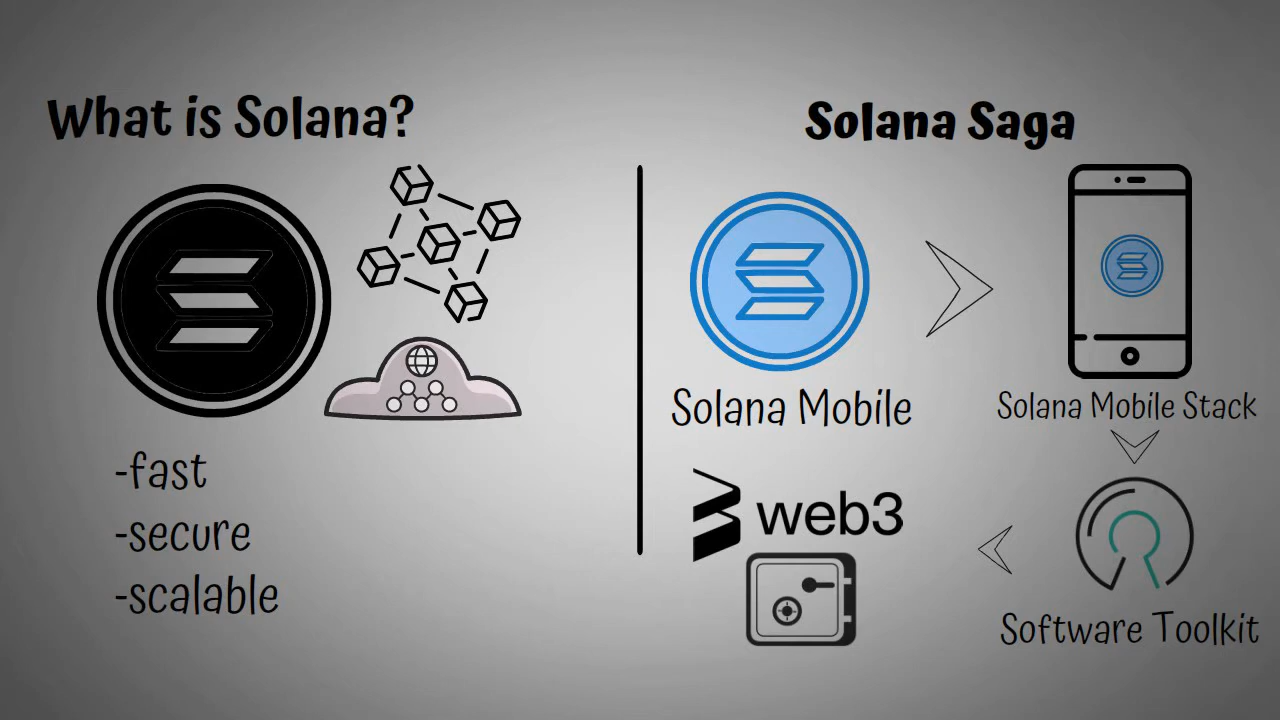 What is Solana?
-fast
-secure
-scalable
Solana Saga
Solana Mobile
Solana Mobile Stack
Software Toolkit
web3